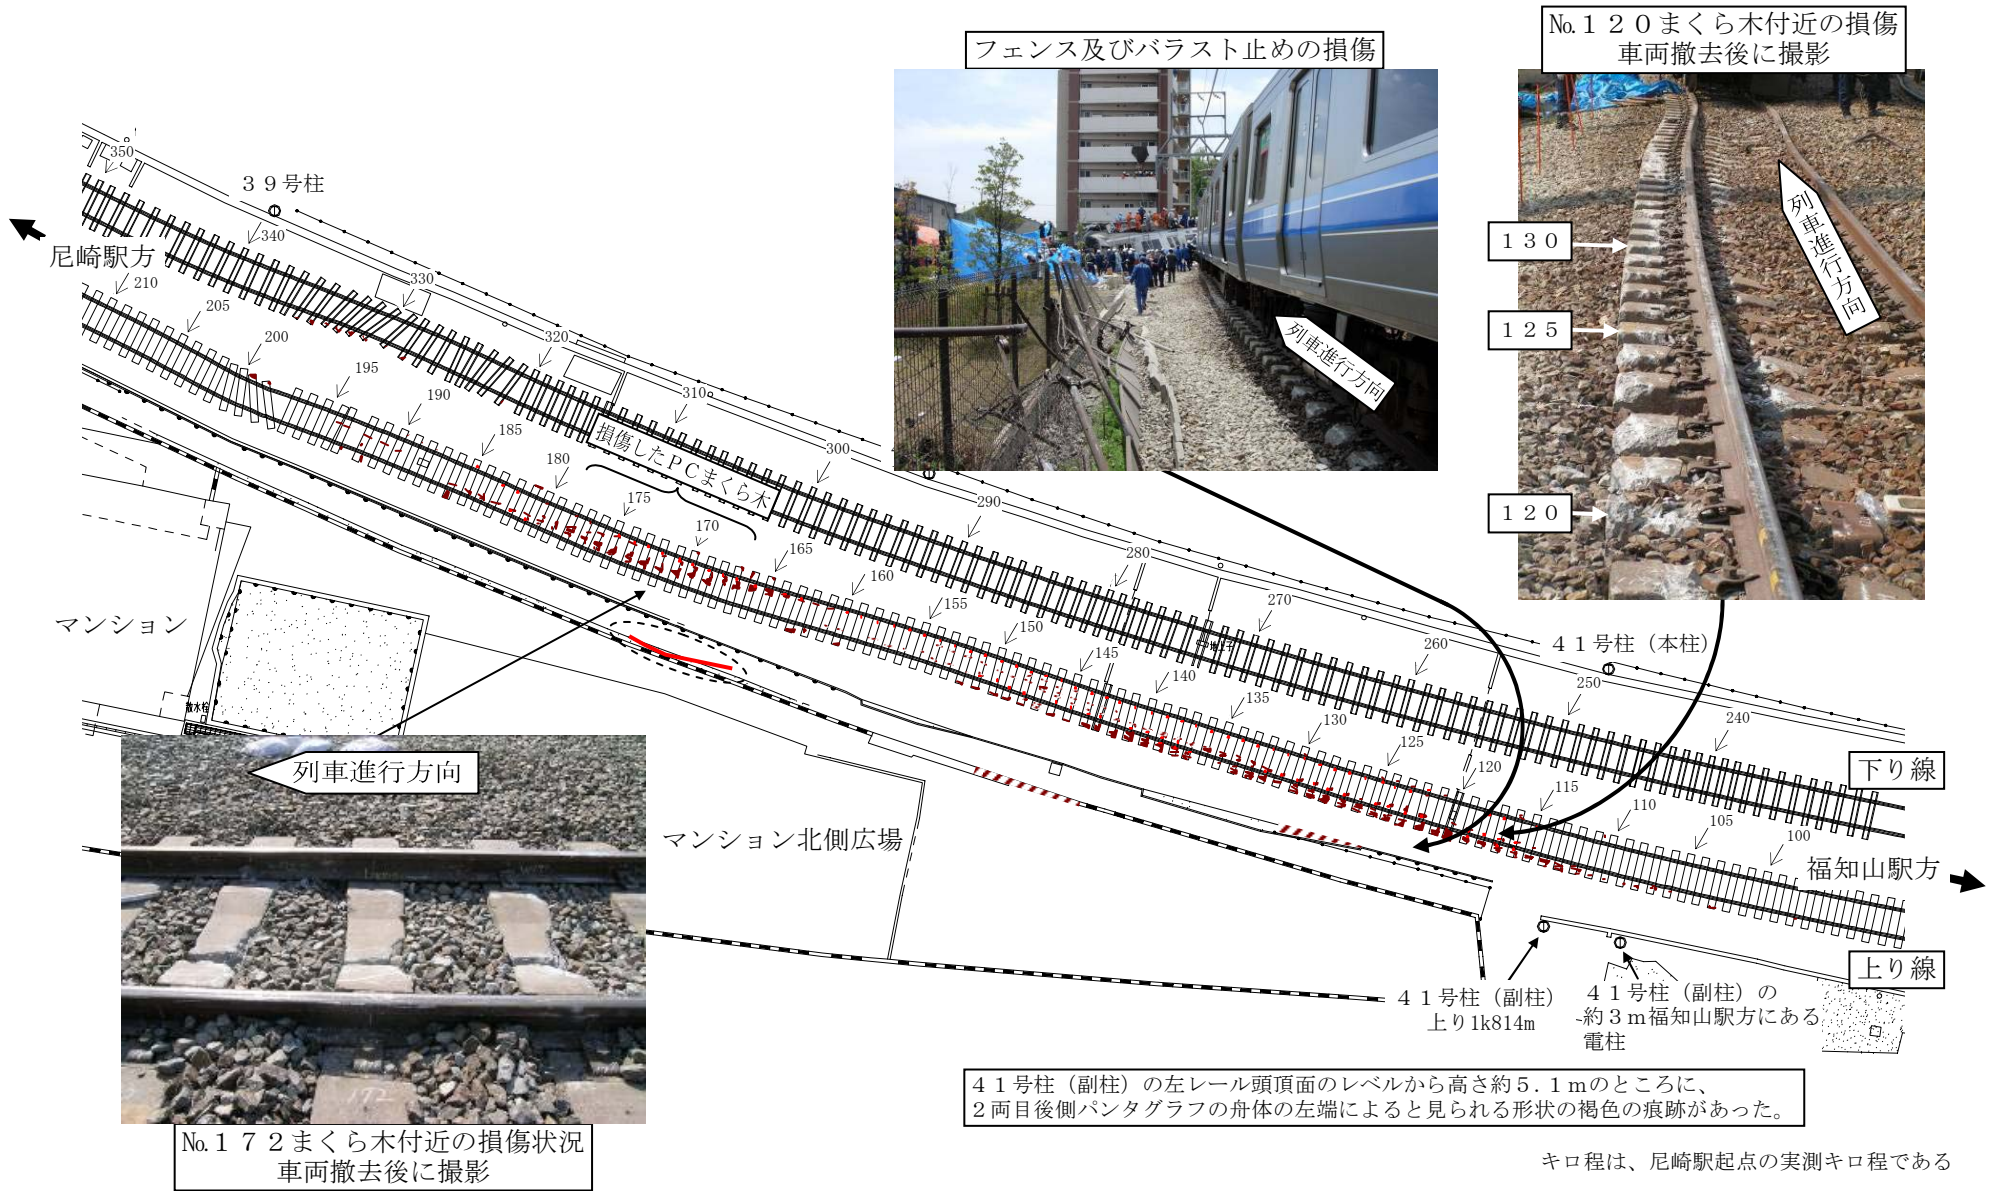 フェンス及びバラスト止めの損傷
№１２０まくら木付近の損傷
車両撤去後に撮影
列車進行方向
１３０
１２５
１２０
列車進行方向
350
３９号柱
340
尼崎駅方
330
210
205
320
200
310
195
190
300
損傷したＰＣまくら木
185
290
180
175
280
170
165
270
160
260
155
４１号柱（本柱）
150
250
145
240
140
135
下り線
130
125
120
115
110
105
100
福知山駅方
マンション
散水栓
地上子
列車進行方向
マンション北側広場
172
上り線
４１号柱（副柱）
上り1k814m
４１号柱（副柱）の
約３ｍ福知山駅方にある
電柱
４１号柱（副柱）の左レール頭頂面のレベルから高さ約５.１ｍのところに、
２両目後側パンタグラフの舟体の左端によると見られる形状の褐色の痕跡があった。
№１７２まくら木付近の損傷状況
車両撤去後に撮影
キロ程は、尼崎駅起点の実測キロ程である